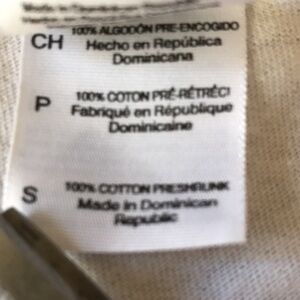 CH
100% ALGODÓN PRE-ENCOGIDO
Hecho en República
Dominicana
P
100% COTON PRÉ-RÉTRÉCI
Fabriqué en République
Dominicaine
S
100% COTTON PRESHRUNK
Made in Dominican
Republic